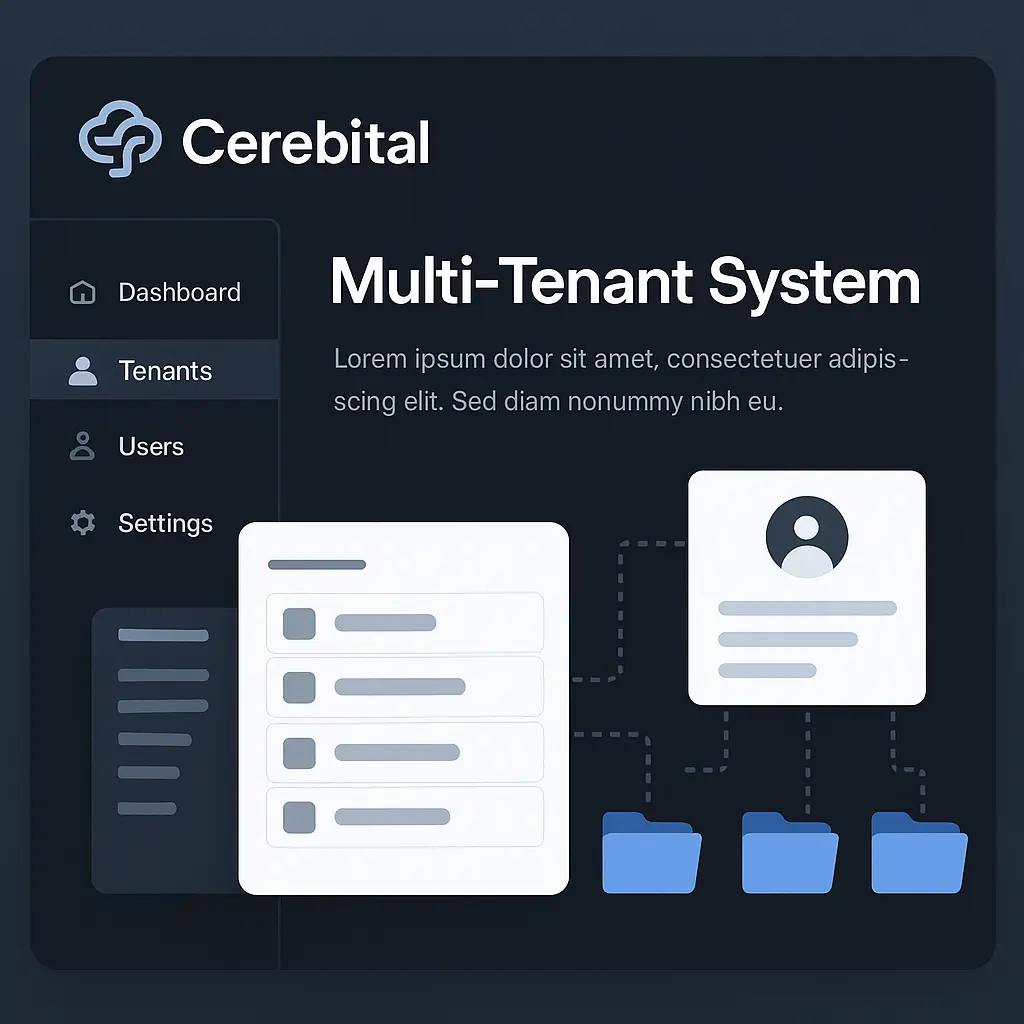 Cerebital
Dashboard
Tenants
Users
Settings
Multi-Tenant System
Lorem ipsum dolor sit amet, consectetuer adipis-
scing elit. Sed diam nonummy nibh eu.